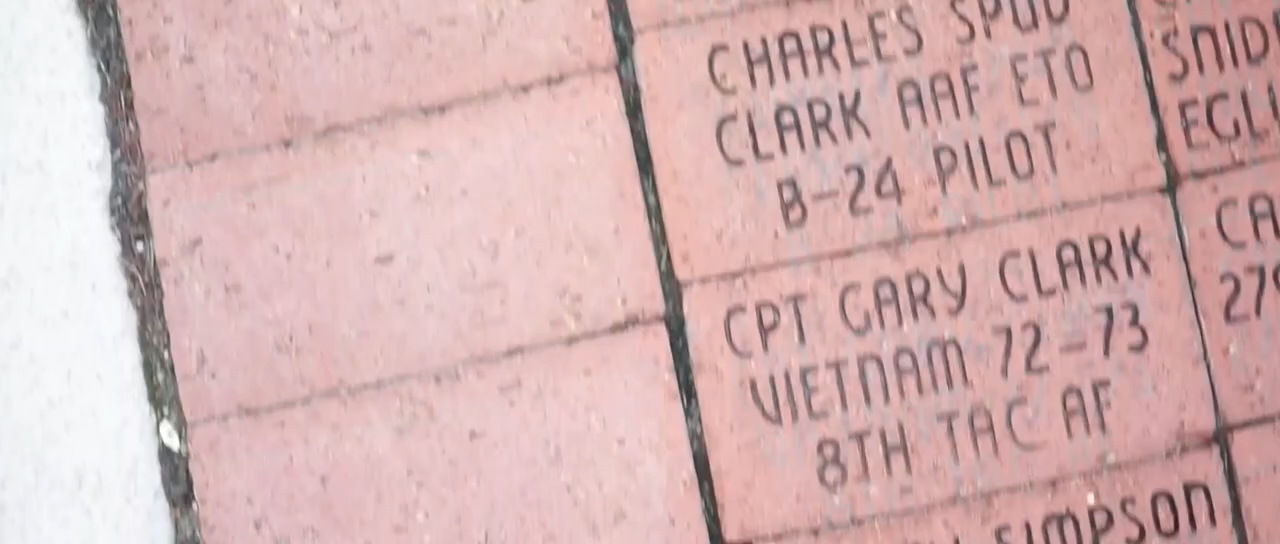 CHARLES SPUD
CLARK AAF ETO
B-24 PILOT
CPT GARY CLARK
VIETNAM 72-73
8TH TAC AF
SIMPSON